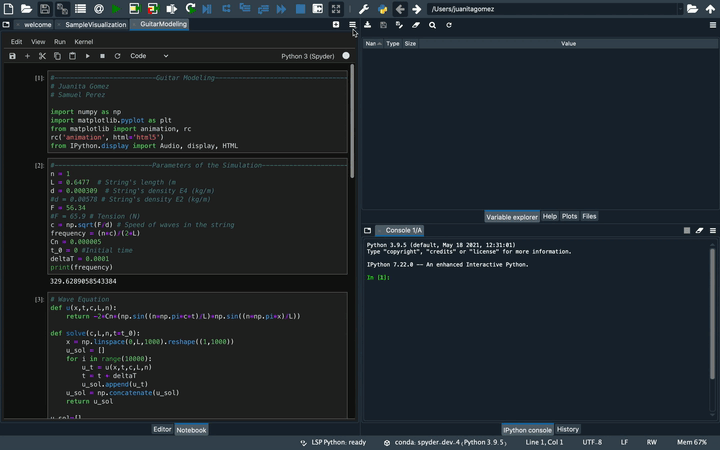 /Users/juanitagomez
welcome SampleVisualization GuitarModeling
Edit View Run Kernel
Code Python 3 (Spyder)
[1]: #——Guitar Modeling——
# Juanita Gomez
# Samuel Perez
import numpy as np
import matplotlib.pyplot as plt
from matplotlib import animation, rc
rc('animation', html='html5')
from IPython.display import Audio, display, HTML
[2]: #——Parameters of the Simulation——
n = 1
L = 0.6477 # String's length (m
d = 0.000309 # String's density E4 (kg/m)
#d = 0.00578 # String's density E2 (kg/m)
F = 56.34
#F = 65.9 # Tension (N)
c = np.sqrt(F/d) # Speed of waves in the string
frequency = (n*c)/(2*L)
Cn = 0.000005
t_0 = 0 #Initial time
deltaT = 0.0001
print(frequency)
329.6289058543384
[3]: # Wave Equation
def u(x,t,c,L,n):
return -2*Cn*(np.sin((n*np.pi*c*t)/L)*np.sin((n*np.pi*x)/L))
def solve(c,L,n,t=t_0):
x = np.linspace(0,L,1000).reshape((1,1000))
u_sol = []
for i in range(10000):
u_t = u(x,t,c,L,n)
t = t + deltaT
u_sol.append(u_t)
u_sol = np.concatenate(u_sol)
return u_sol
u_sol=[]
Editor Notebook
Nan Type Size Value
Variable explorer Help Plots Files
Console 1/A
Python 3.9.5 (default, May 18 2021, 12:31:01)
Type "copyright", "credits" or "license" for more information.
IPython 7.22.0 -- An enhanced Interactive Python.
In [1]:
IPython console History
LSP Python: ready conda: spyder-dev-4 (Python 3.9.5) Line 1, Col 1 UTF-8 LF RW Mem 67%